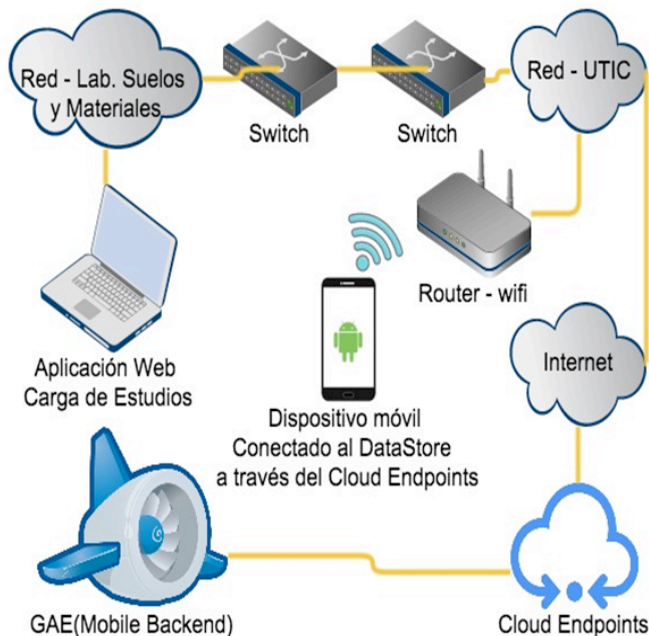 Red - Lab. Suelos
y Materiales
Switch
Switch
Red - UTIC
Router - wifi
Aplicación Web
Carga de Estudios
Dispositivo móvil
Conectado al DataStore
a través del Cloud Endpoints
Internet
GAE(Mobile Backend)
Cloud Endpoints